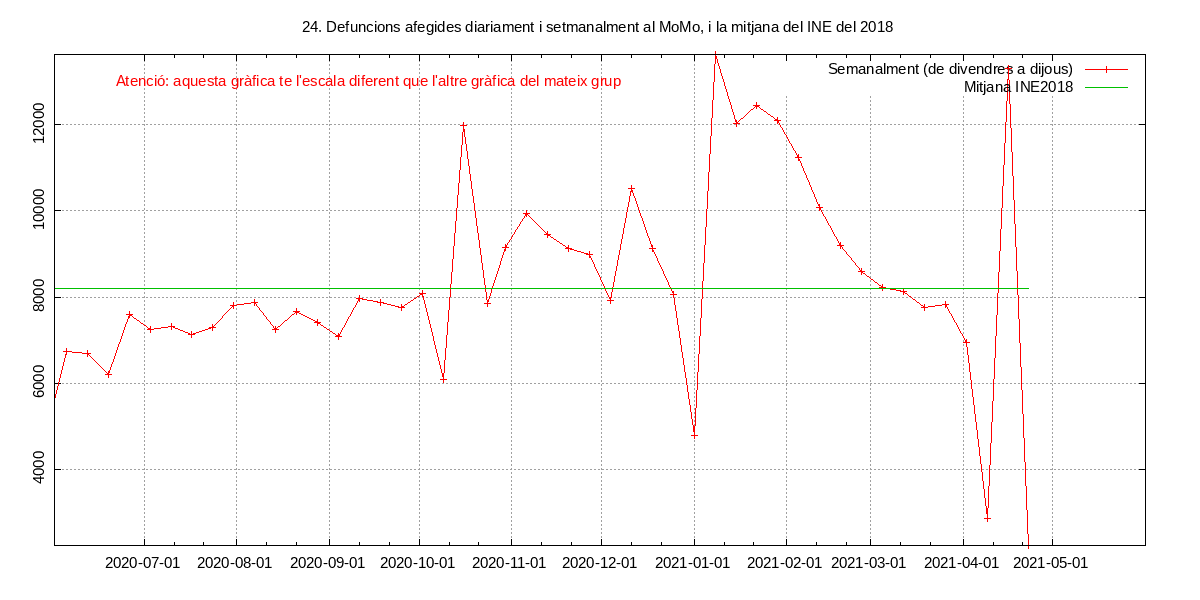 24. Defuncions afegides diariament i setmanalment al MoMo, i la mitjana del INE del 2018
Semanalment (de divendres a dijous)
Atenció: aquesta gràfica te l'escala diferent que l'altre gràfica del mateix grup
Mitjana INE2018
12000
10000
8000
6000
4000
2020-07-01 2020-08-01 2020-09-01 2020-10-01 2020-11-01 2020-12-01 2021-01-01 2021-02-01 2021-03-01 2021-04-01 2021-05-01